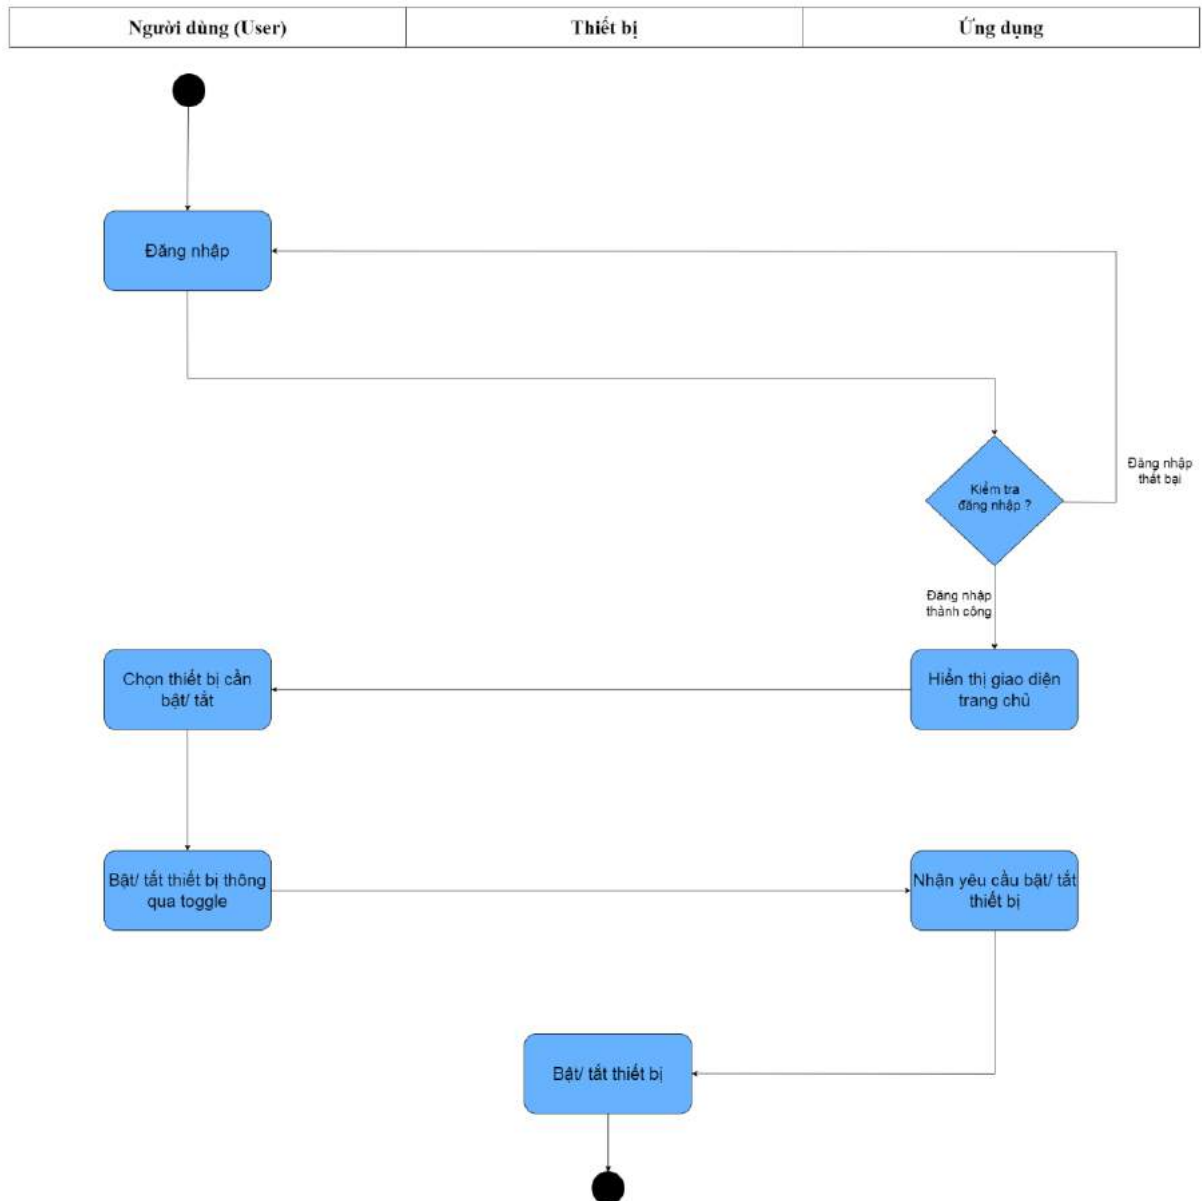 Người dùng (User)
Thiết bị
Ứng dụng
Đăng nhập
Kiểm tra
đăng nhập ?
Đăng nhập
thất bại
Đăng nhập
thành công
Hiển thị giao diện
trang chủ
Chọn thiết bị cần
bật/ tắt
Bật/ tắt thiết bị thông
qua toggle
Nhận yêu cầu bật/ tắt
thiết bị
Bật/ tắt thiết bị